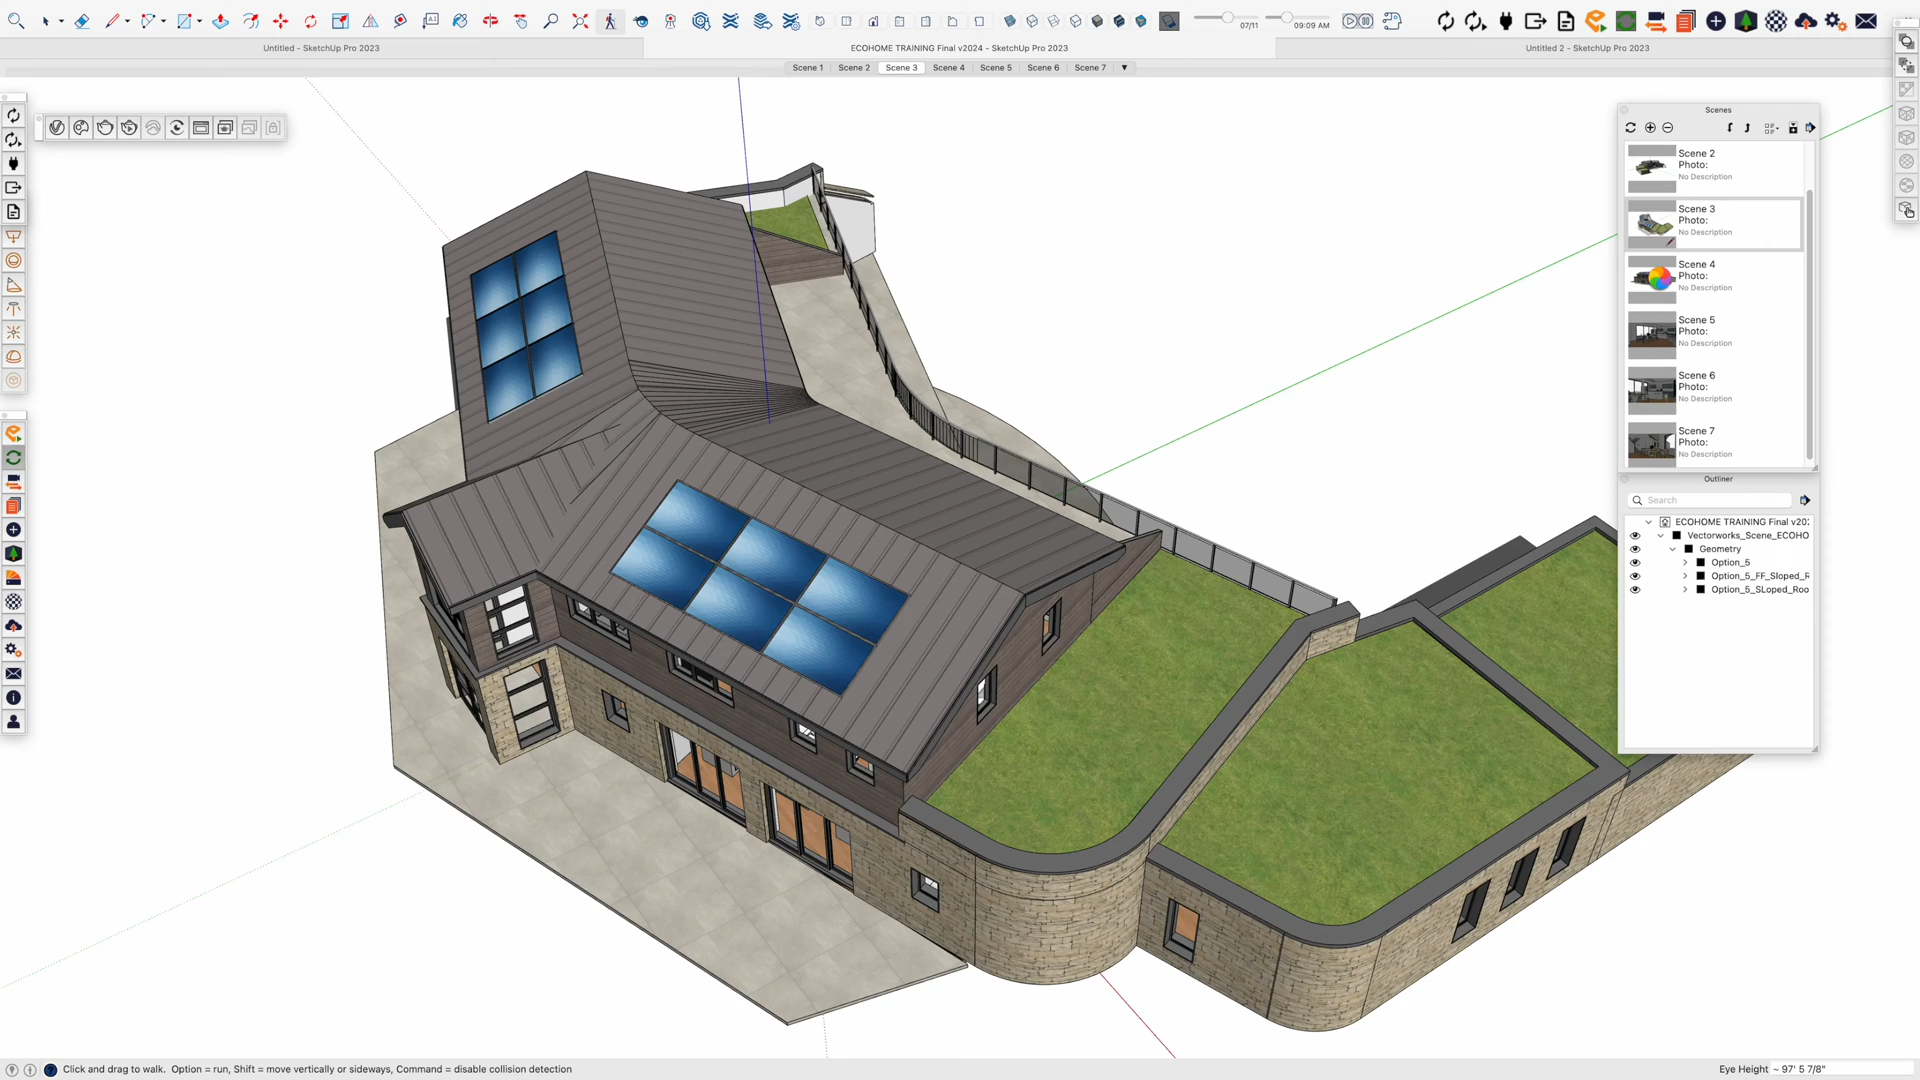 07/11
09:09 AM
Untitled - SketchUp Pro 2023
ECOHOME TRAINING Final v2024 - SketchUp Pro 2023
Untitled 2 - SketchUp Pro 2023
Scene 1
Scene 2
Scene 3
Scene 4
Scene 5
Scene 6
Scene 7
Scenes
Scene 2
Photo:
No Description
Scene 3
Photo:
No Description
Scene 4
Photo:
No Description
Scene 5
Photo:
No Description
Scene 6
Photo:
No Description
Scene 7
Photo:
No Description
Outliner
Search
ECOHOME TRAINING Final v202
Vectorworks_Scene_ECOHO
Geometry
Option_5
Option_5_FF_Sloped_R
Option_5_SLoped_Roo
Click and drag to walk. Option = run, Shift = move vertically or sideways, Command = disable collision detection
Eye Height ~ 97' 5 7/8"